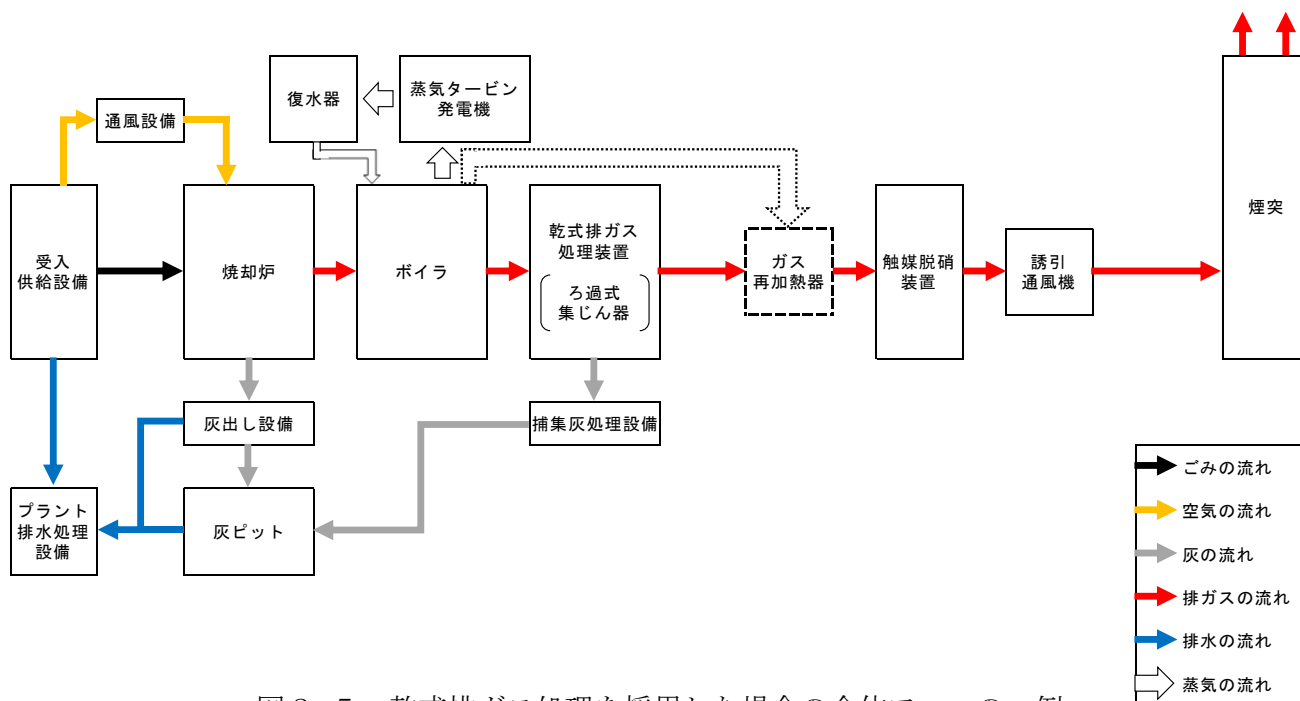 復水器
蒸気タービン
発電機
通風設備
受入
供給設備
焼却炉
ボイラ
乾式排ガス
処理装置
ろ過式
集じん器
ガス
再加熱器
触媒脱硝
装置
誘引
通風機
煙突
灰出し設備
捕集灰処理設備
プラント
排水処理
設備
灰ピット
ごみの流れ
空気の流れ
灰の流れ
排ガスの流れ
排水の流れ
蒸気の流れ
乾式排ガス処理を採用した場合の全体フローの一例